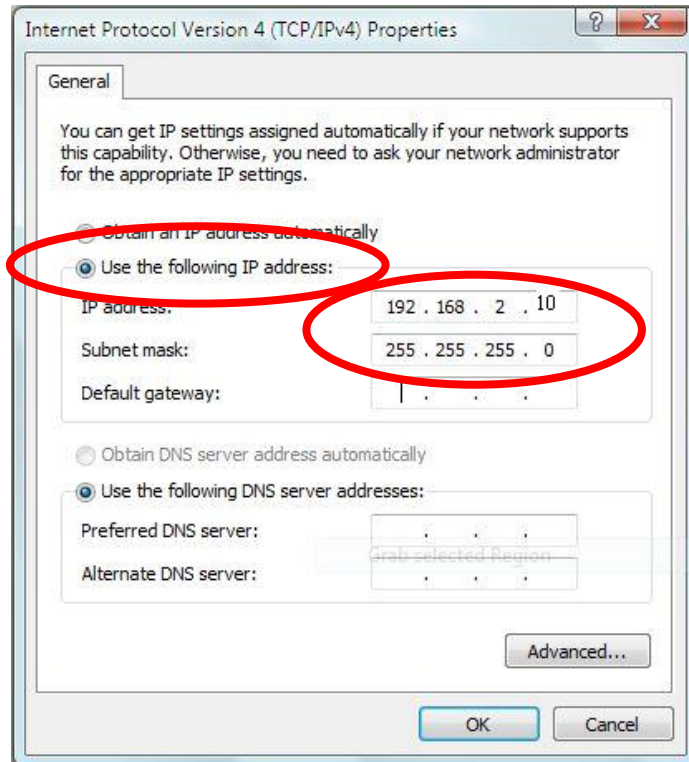 Internet Protocol Version 4 (TCP/IPv4) Properties
General
You can get IP settings assigned automatically if your network supports
this capability. Otherwise, you need to ask your network administrator
for the appropriate IP settings.
Obtain an IP address automatically
Use the following IP address:
IP address: 192 . 168 . 2 . 10
Subnet mask: 255 . 255 . 255 . 0
Default gateway: . . .
Obtain DNS server address automatically
Use the following DNS server addresses:
Preferred DNS server: . . .
Grab selected Region
Alternate DNS server: . . .
Advanced...
OK Cancel